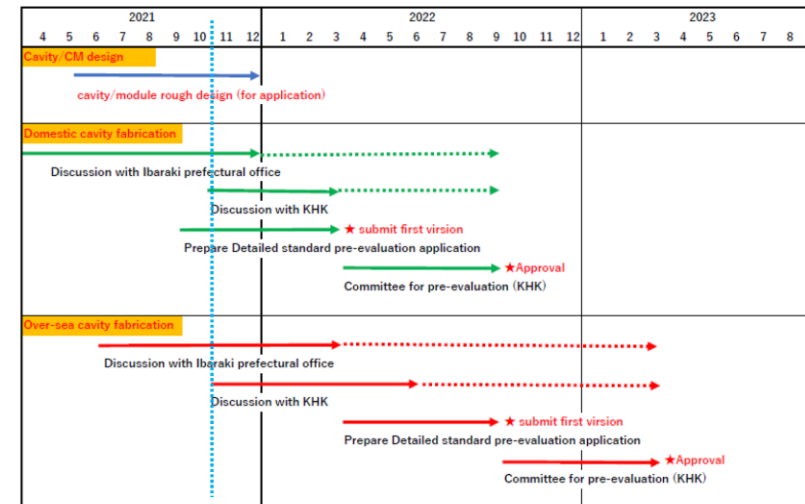 2021 2022 2023
4 5 6 7 8 9 10 11 12 1 2 3 4 5 6 7 8 9 10 11 12 1 2 3 4 5 6 7 8
Cavity/CM design
cavity/module rough design (for application)
Domestic cavity fabrication
Discussion with Ibaraki prefectural office
Discussion with KHK
★ submit first virsion
Prepare Detailed standard pre-evaluation application
★Approval
Committee for pre-evaluation (KHK)
Over-sea cavity fabrication
Discussion with Ibaraki prefectural office
Discussion with KHK
★ submit first virsion
Prepare Detailed standard pre-evaluation application
★Approval
Committee for pre-evaluation (KHK)